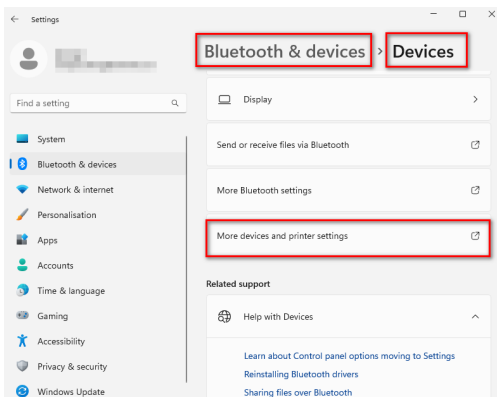 Settings
Bluetooth & devices > Devices
Find a setting
System
Bluetooth & devices
Network & internet
Personalisation
Apps
Accounts
Time & language
Gaming
Accessibility
Privacy & security
Windows Update
Display
Send or receive files via Bluetooth
More Bluetooth settings
More devices and printer settings
Related support
Help with Devices
Learn about Control panel options moving to Settings
Reinstalling Bluetooth drivers
Sharing files over Bluetooth